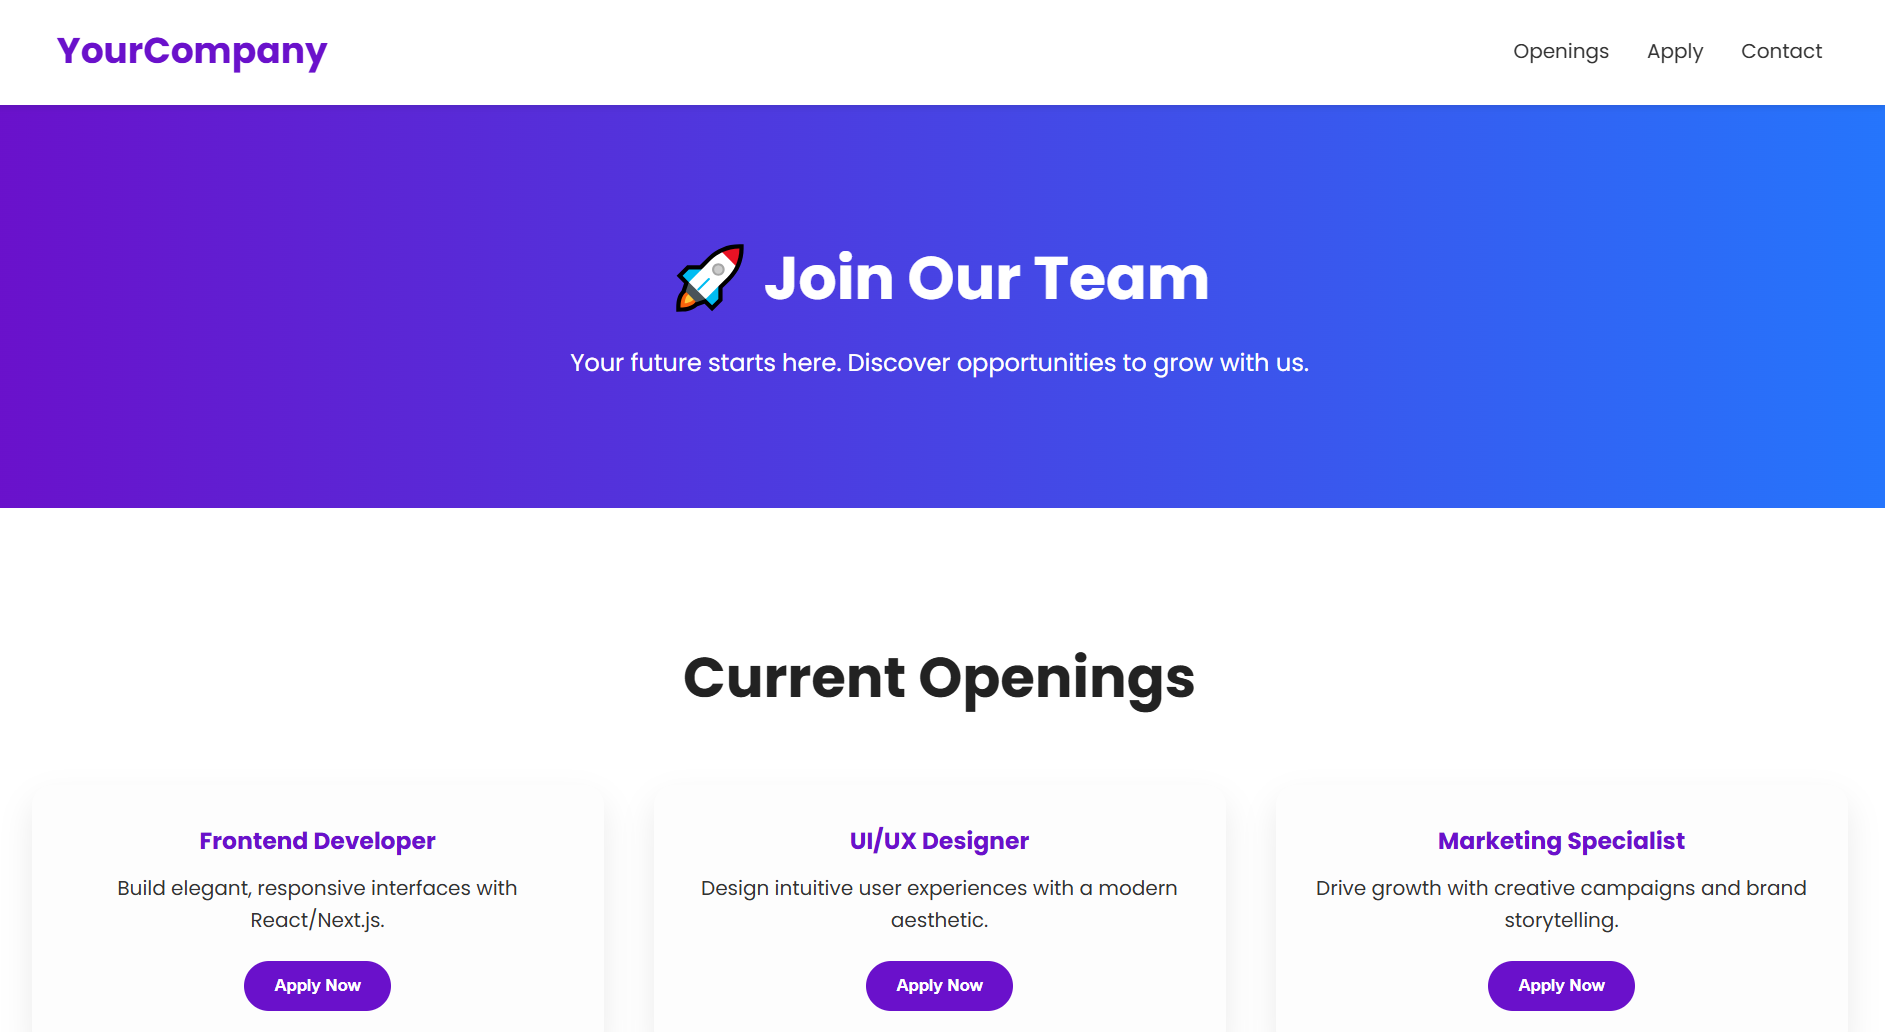 YourCompany
Openings
Apply
Contact
🚀 Join Our Team
Your future starts here. Discover opportunities to grow with us.
Current Openings
Frontend Developer
Build elegant, responsive interfaces with
React/Next.js.
Apply Now
UI/UX Designer
Design intuitive user experiences with a modern
aesthetic.
Apply Now
Marketing Specialist
Drive growth with creative campaigns and brand
storytelling.
Apply Now